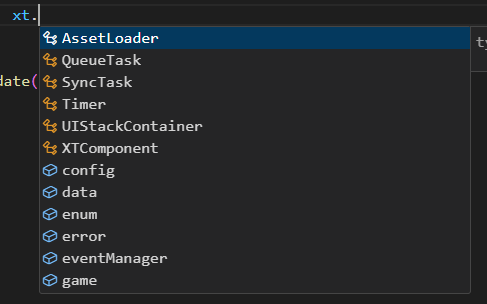 xt.
AssetLoader
ty
QueueTask
date(
SyncTask
Timer
UIStackContainer
XTComponent
config
data
enum
error
eventManager
game